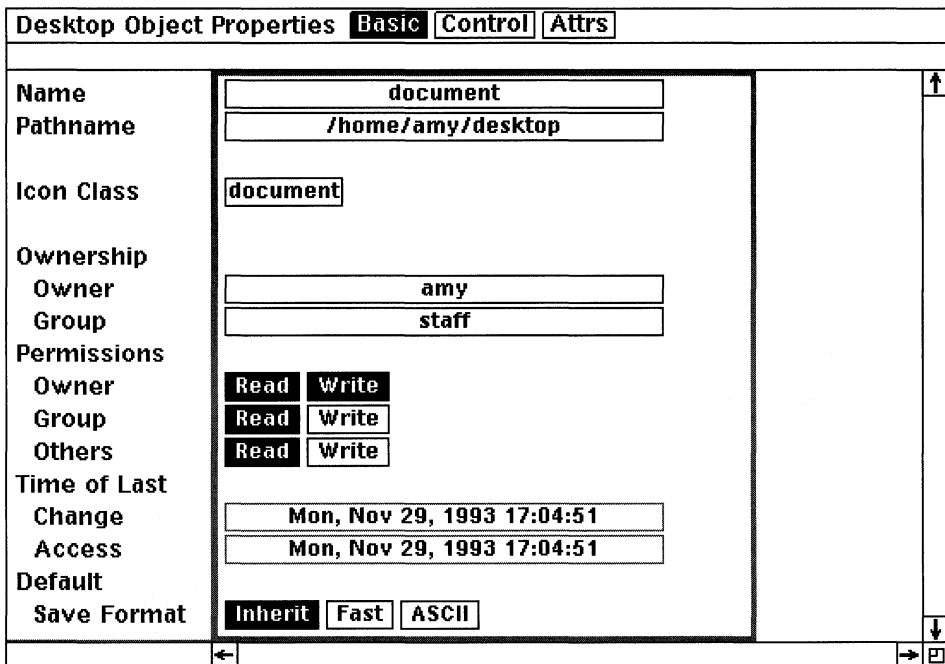 Desktop Object Properties Basic Control Attrs
Name document
Pathname /home/amy/desktop
Icon Class document
Ownership
Owner amy
Group staff
Permissions
Owner Read Write
Group Read Write
Others Read Write
Time of Last
Change Mon, Nov 29, 1993 17:04:51
Access Mon, Nov 29, 1993 17:04:51
Default
Save Format Inherit Fast ASCII